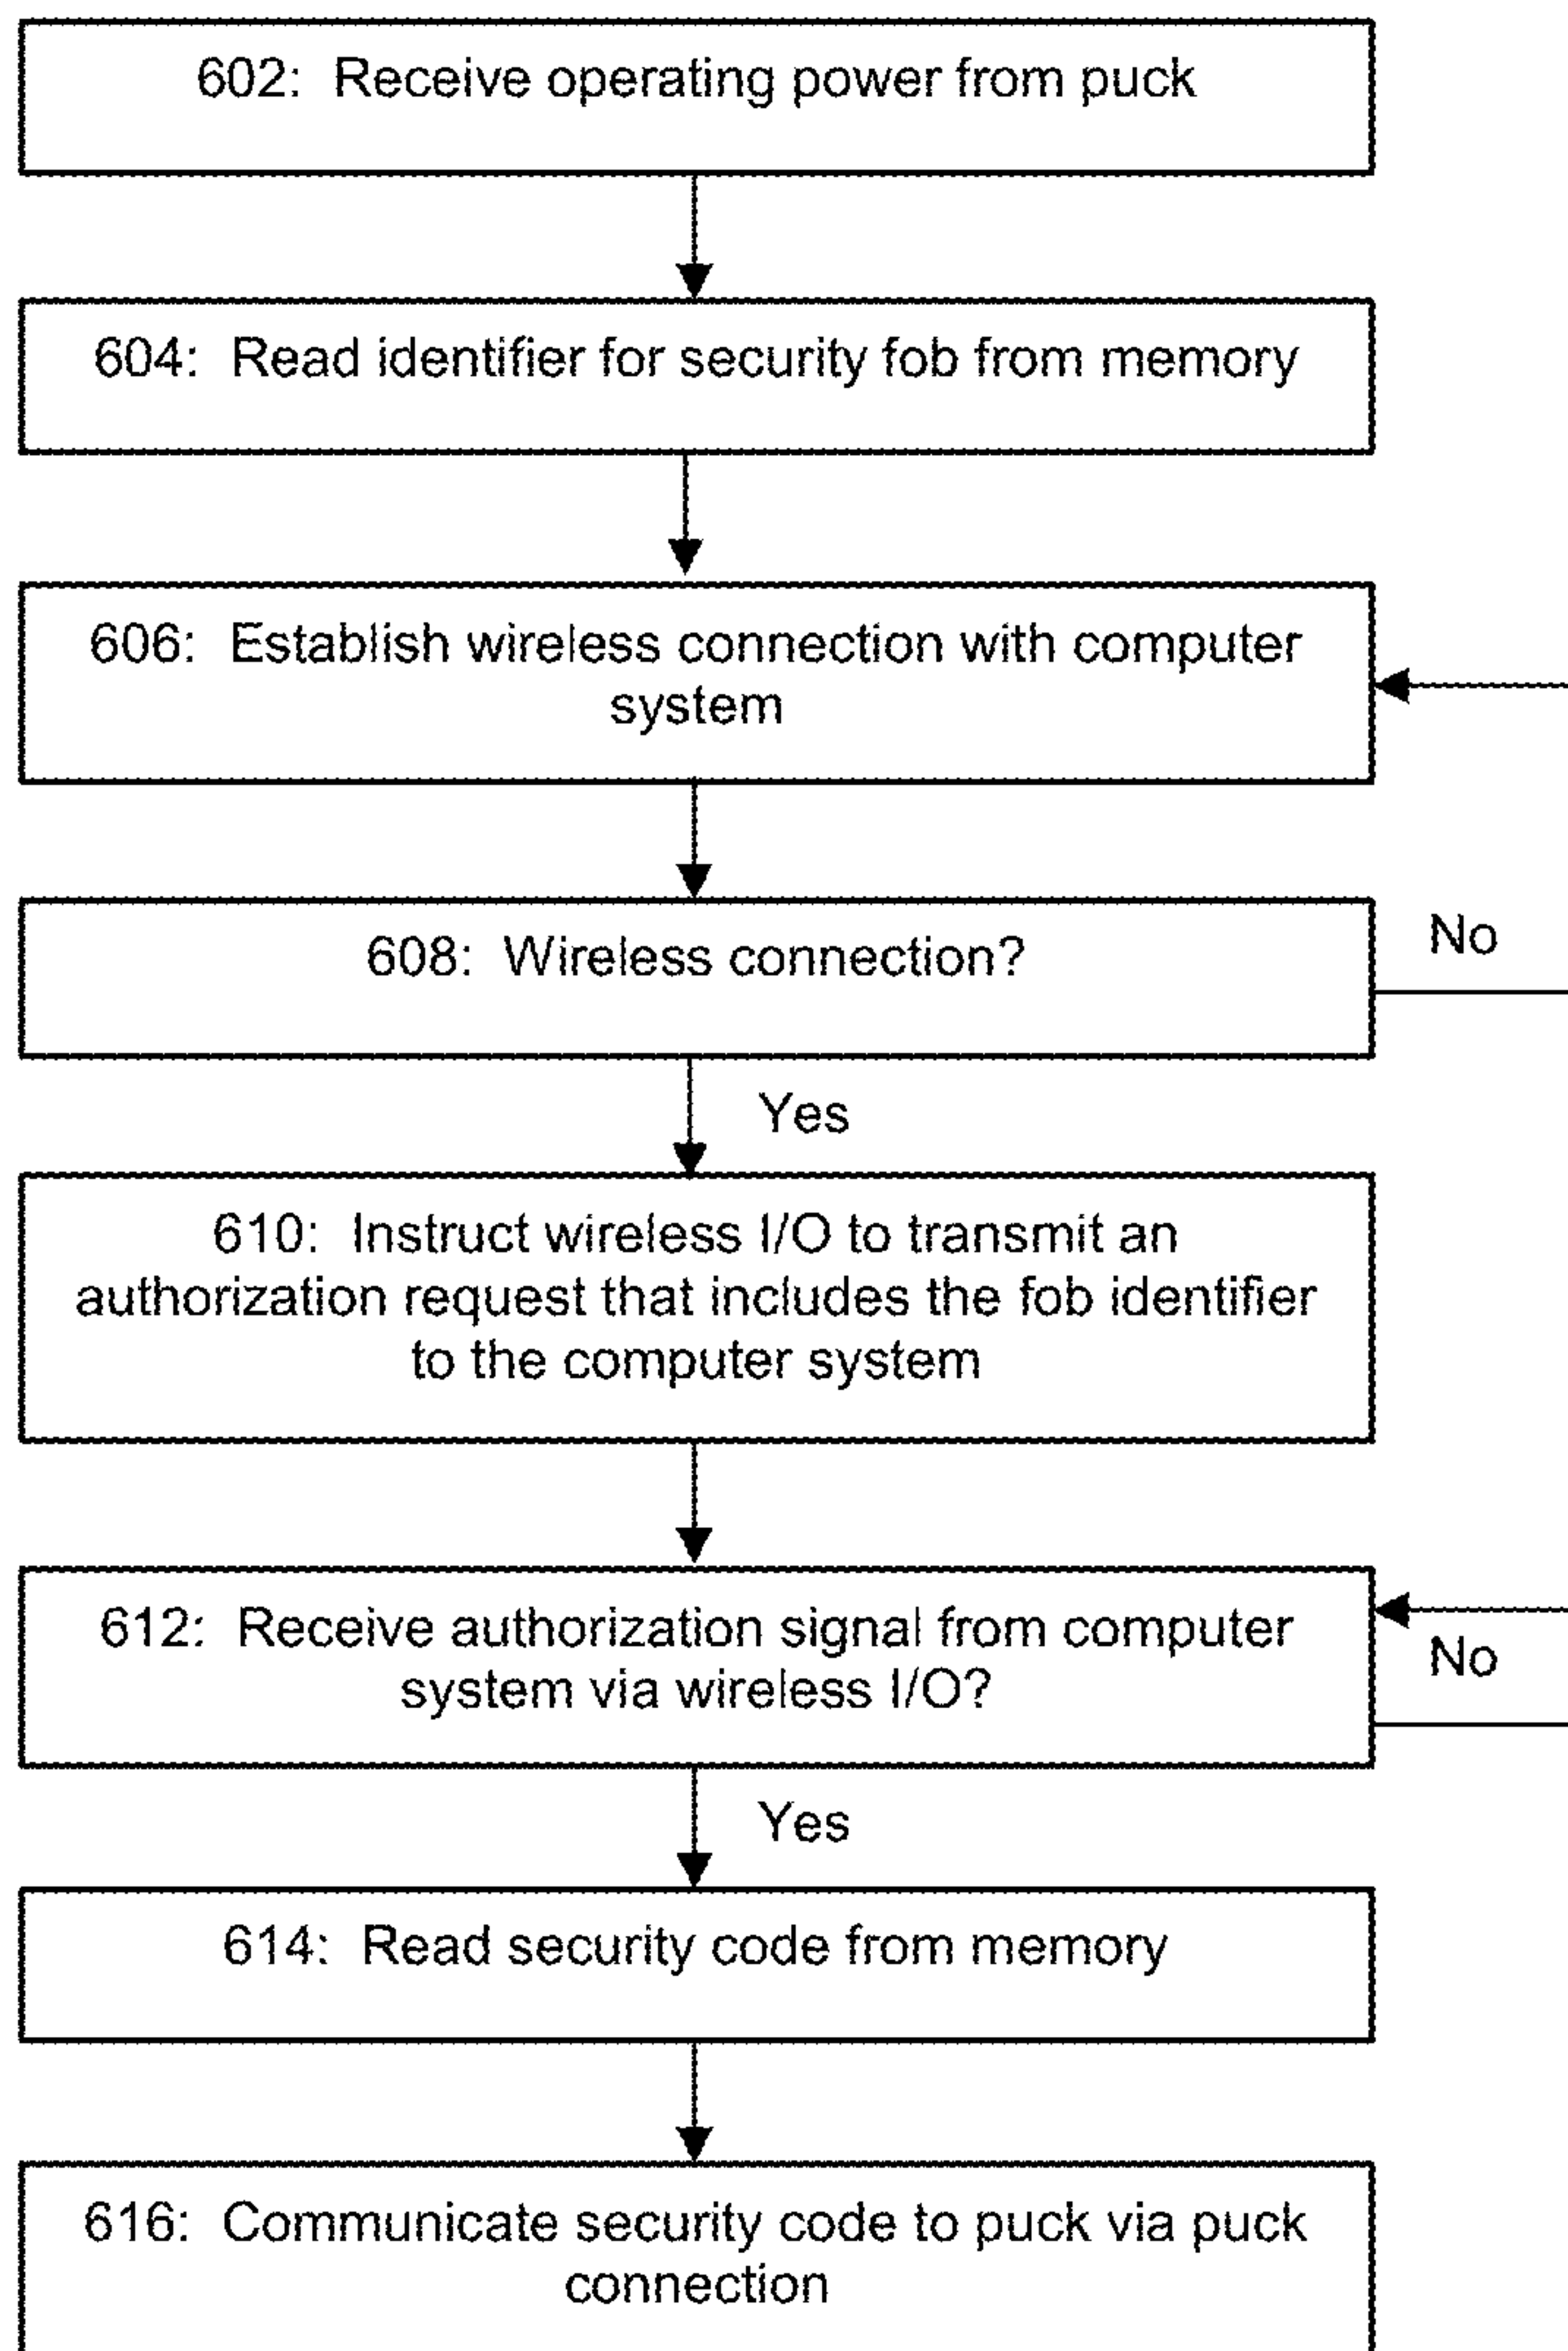 602: Receive operating power from puck
604: Read identifier for security fob from memory
606: Establish wireless connection with computer
system
608: Wireless connection?
No
Yes
610: Instruct wireless I/O to transmit an
authorization request that includes the fob identifier
to the computer system
612: Receive authorization signal from computer
system via wireless I/O?
No
Yes
614: Read security code from memory
616: Communicate security code to puck via puck
connection